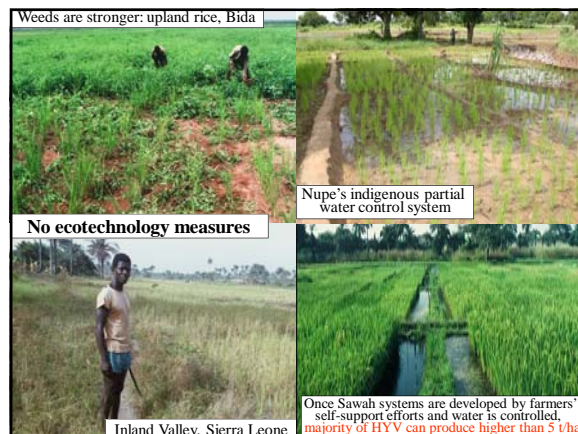 Weeds are stronger: upland rice, Bida
Nupe's indigenous partial
water control system
No ecotechnology measures
Inland Valley, Sierra Leone
Once Sawah systems are developed by farmers'
self-support efforts and water is controlled,
majority of HYV can produce higher than 5 t/ha